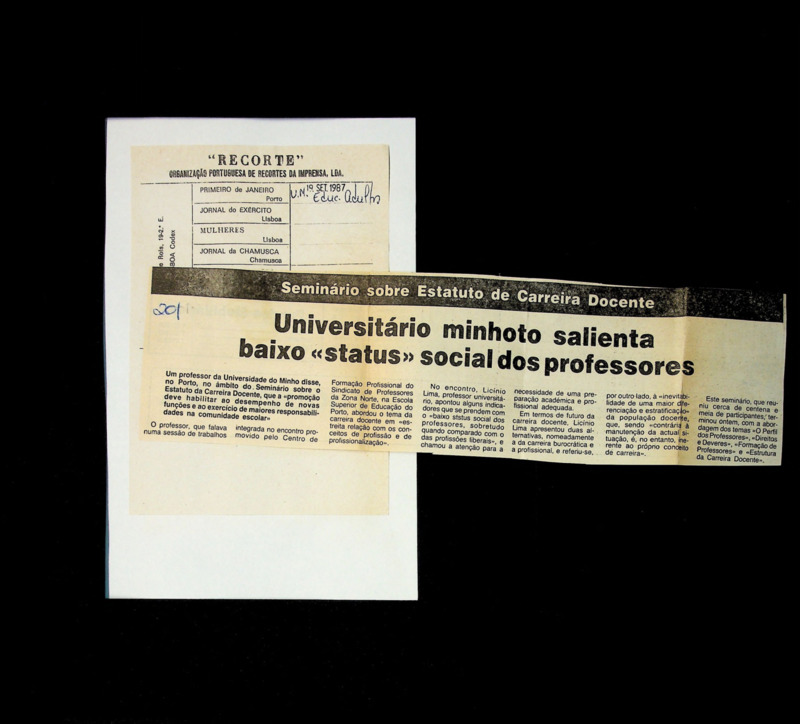 "RECORTE"
ORGANIZAÇÃO PORTUGUESA DE RECORTES DA IMPRENSA, LDA.
PRIMEIRO de JANEIRO
Porto
19. SET. 1987
Educ. Adultos
JORNAL do EXÉRCITO
Lisboa
MULHERES
Lisboa
JORNAL da CHAMUSCA
Chamusca
19-2.° E.
BOA Codex
20/
Seminário sobre Estatuto de Carreira Docente
Universitário minhoto salienta
baixo «status» social dos professores
Um professor da Universidade do Minho disse,
no Porto, no âmbito do Seminário sobre o
Estatuto da Carreira Docente, que a «promoção
deve habilitar ao desempenho de novas
funções e ao exercício de maiores responsabili-
dades na comunidade escolar»
O professor, que falava
numa sessão de trabalhos
integrada no encontro pro-
movido pelo Centro de
Formação Profissional do
Sindicato de Professores
da Zona Norte, na Escola
Superior de Educação do
Porto, abordou o tema da
carreira docente em «es-
treita relação com os con-
ceitos de profissão e de
profissionalização».
No encontro, Licínio
Lima, professor universitá-
rio, apontou alguns indica-
dores que se prendem com
o «baixo ststus social dos
professores, sobretudo
quando comparado com o
das profissões liberais», e
chamou a atenção para a
necessidade de uma pre-
paração académica e pro-
fissional adequada.
Em termos de futuro da
carreira docente, Licínio
Lima apresentou duas al-
ternativas, nomeadamente
a da carreira burocrática e
a profissional, e referiu-se,
por outro lado, à «inevitabi-
lidade de uma maior dife-
renciação e estratificação
da população docente,
que, sendo «contrária à
manutenção da actual si-
tuação, é, no entanto, ine-
rente ao próprio conceito
de carreira».
Este seminário, que reu-
niu cerca de centena e
meia de participantes, ter-
minou ontem, com a abor-
dagem dos temas «O Perfil
dos Professores», «Direitos
e Deveres», «Formação de
Professores» e «Estrutura
da Carreira Docente».